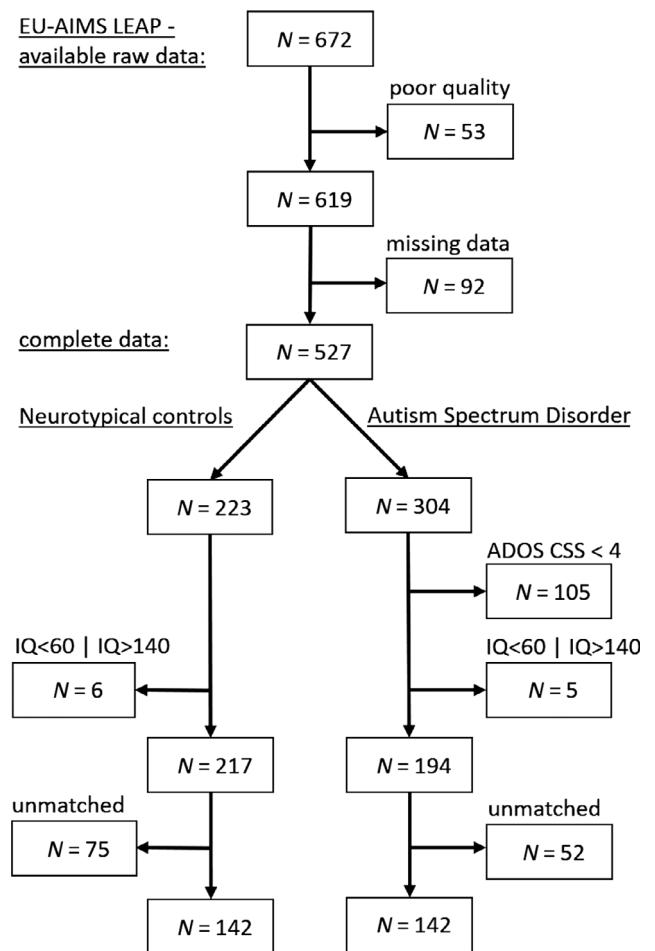 EU-AIMS LEAP -
available raw data:
N = 672
poor quality
N = 53
N = 619
missing data
N = 92
complete data:
N = 527
Neurotypical controls
Autism Spectrum Disorder
N = 223
N = 304
ADOS CSS < 4
N = 105
IQ<60 | IQ>140
IQ<60 | IQ>140
N = 6
N = 5
N = 217
N = 194
unmatched
unmatched
N = 75
N = 52
N = 142
N = 142